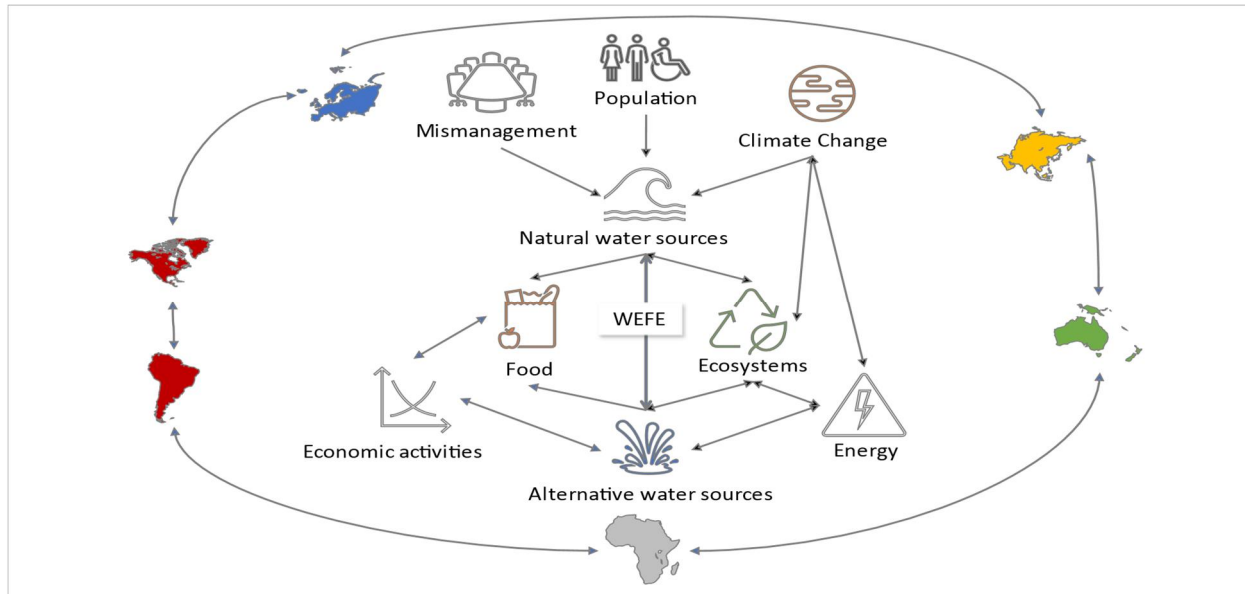 Population
Mismanagement
Climate Change
Natural water sources
WEFE
Food
Ecosystems
Economic activities
Energy
Alternative water sources